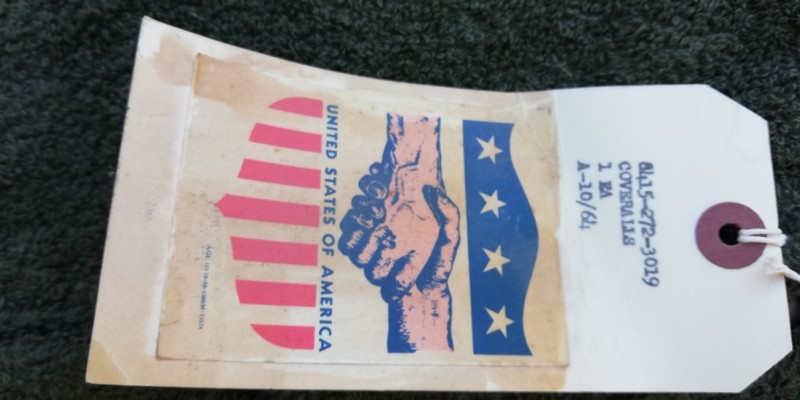 8415-272-3019
COVERALLS
1 EA
A-10/64
UNITED STATES OF AMERICA